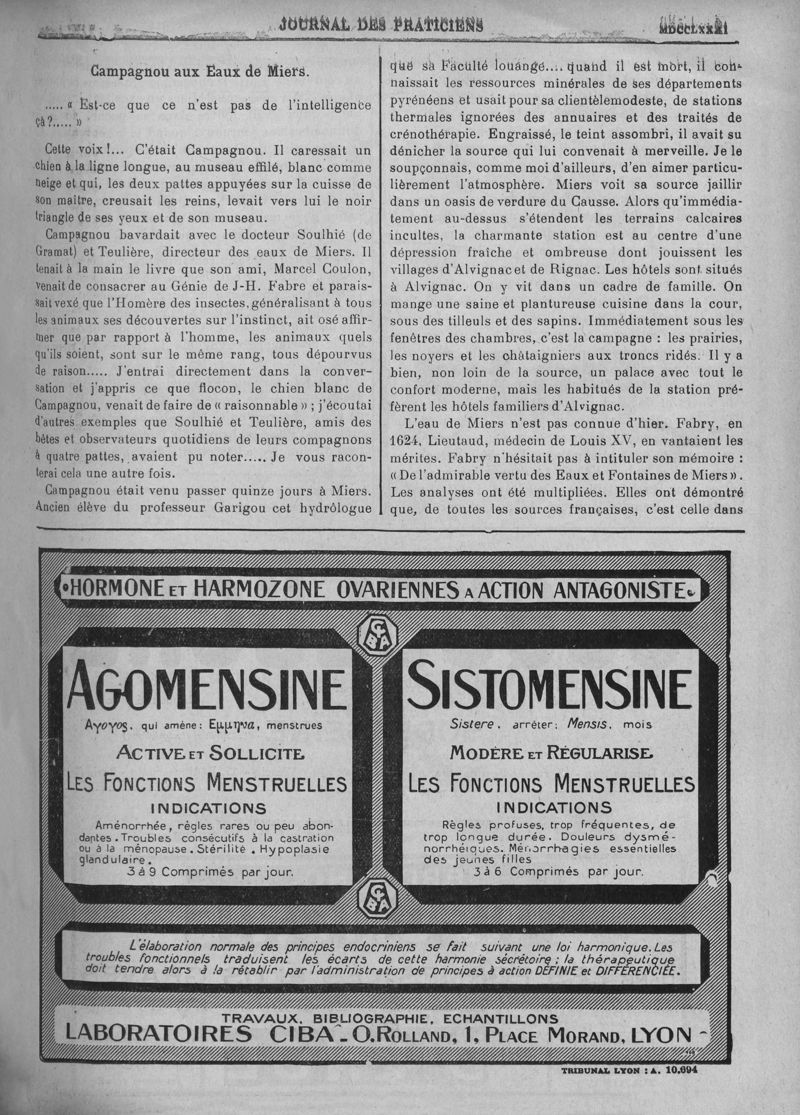 JOURNAL DES PRATICIENS
MDCCLXXXI
Campagnou aux Eaux de Miers.
..... « Est-ce que ce n'est pas de l'intelligence
çà?..... »
Cette voix!... C'était Campagnou. Il caressait un
chien à la ligne longue, au museau effilé, blanc comme
neige et qui, les deux pattes appuyées sur la cuisse de
son maître, creusait les reins, levait vers lui le noir
triangle de ses yeux et de son museau.
Campagnou bavardait avec le docteur Soulhié (de
Gramat) et Teulière, directeur des eaux de Miers. Il
tenait à la main le livre que son ami, Marcel Coulon,
venait de consacrer au Génie de J-H. Fabre et parais-
sait vexé que l'Homère des insectes, généralisant à tous
les animaux ses découvertes sur l'instinct, ait osé affir-
mer que par rapport à l'homme, les animaux quels
qu'ils soient, sont sur le même rang, tous dépourvus
de raison..... J'entrai directement dans la conver-
sation et j'appris ce que flocon, le chien blanc de
Campagnou, venait de faire de « raisonnable » ; j'écoutai
d'autres exemples que Soulhié et Teulière, amis des
bêtes et observateurs quotidiens de leurs compagnons
à quatre pattes, avaient pu noter..... Je vous racon-
terai cela une autre fois.
Campagnou était venu passer quinze jours à Miers.
Ancien élève du professeur Garigou cet hydrôlogue
que sa Faculté louange.... quand il est mort, il con-
naissait les ressources minérales de ses départements
pyrénéens et usait pour sa clientèle modeste, de stations
thermales ignorées des annuaires et des traités de
crénothérapie. Engraissé, le teint assombri, il avait su
dénicher la source qui lui convenait à merveille. Je le
soupçonnais, comme moi d'ailleurs, d'en aimer particu-
lièrement l'atmosphère. Miers voit sa source jaillir
dans un oasis de verdure du Causse. Alors qu'immédia-
tement au-dessus s'étendent les terrains calcaires
incultes, la charmante station est au centre d'une
dépression fraîche et ombreuse dont jouissent les
villages d'Alvignac et de Rignac. Les hôtels sont situés
à Alvignac. On y vit dans un cadre de famille. On
mange une saine et plantureuse cuisine dans la cour,
sous des tilleuls et des sapins. Immédiatement sous les
fenêtres des chambres, c'est la campagne : les prairies,
les noyers et les châtaigniers aux troncs ridés. Il y a
bien, non loin de la source, un palace avec tout le
confort moderne, mais les habitués de la station pré-
fèrent les hôtels familiers d'Alvignac.
L'eau de Miers n'est pas connue d'hier. Fabry, en
1624, Lieutaud, médecin de Louis XV, en vantaient les
mérites. Fabry n'hésitait pas à intituler son mémoire :
« De l'admirable vertu des Eaux et Fontaines de Miers ».
Les analyses ont été multipliées. Elles ont démontré
que, de toutes les sources françaises, c'est celle dans
HORMONE ET HARMOZONE OVARIENNES A ACTION ANTAGONISTE
CIBA
AGOMENSINE
Αγογος, qui amène: Εμμηνα, menstrues
ACTIVE ET SOLLICITE
LES FONCTIONS MENSTRUELLES
INDICATIONS
Aménorrhée, règles rares ou peu abon-
dantes. Troubles consécutifs à la castration
ou à la ménopause. Stérilité. Hypoplasie
glandulaire.
3 à 9 Comprimés par jour.
SISTOMENSINE
Sistere, arrêter; Mensis, mois
MODÈRE ET RÉGULARISE
LES FONCTIONS MENSTRUELLES
INDICATIONS
Règles profuses, trop fréquentes, de
trop longue durée. Douleurs dysmé-
norrhéiques. Ménorrhagies essentielles
des jeunes filles
3 à 6 Comprimés par jour.
CIBA
L'élaboration normale des principes endocriniens se fait suivant une loi harmonique. Les
troubles fonctionnels traduisent les écarts de cette harmonie sécrétoire; la thérapeutique
doit tendre alors à la rétablir par l'administration de principes à action DÉFINIE et DIFFÉRENCIÉE.
TRAVAUX, BIBLIOGRAPHIE, ECHANTILLONS
LABORATOIRES CIBA - O. ROLLAND, 1, PLACE MORAND, LYON -
TRIBUNAL LYON : A. 10.694